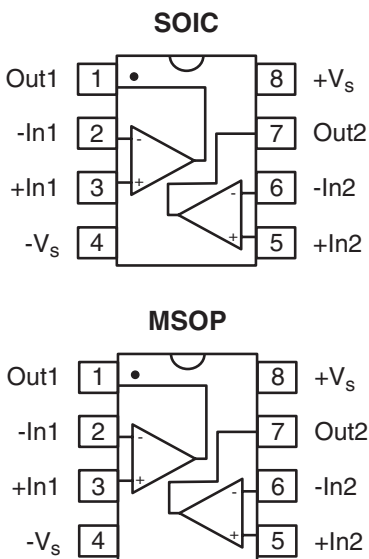 SOIC
Out1 1 8 +Vs
-In1 2 - 7 Out2
+In1 3 + - 6 -In2
-Vs 4 + 5 +In2
MSOP
Out1 1 8 +Vs
-In1 2 - 7 Out2
+In1 3 + - 6 -In2
-Vs 4 + 5 +In2